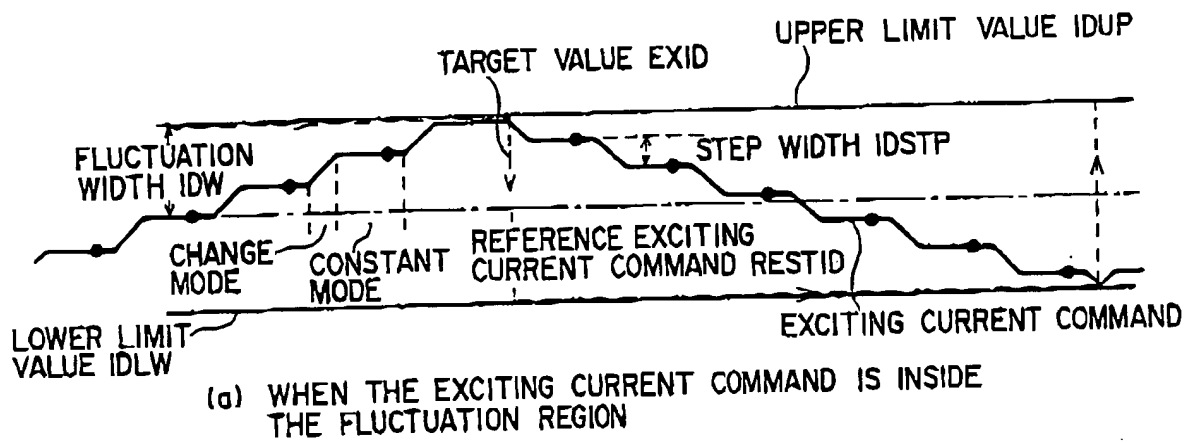 UPPER LIMIT VALUE IDUP
TARGET VALUE EXID
FLUCTUATION
WIDTH IDW
STEP WIDTH IDSTP
CHANGE
MODE
CONSTANT
MODE
REFERENCE EXCITING
CURRENT COMMAND RESTID
LOWER LIMIT
VALUE IDLW
EXCITING CURRENT COMMAND
(a) WHEN THE EXCITING CURRENT COMMAND IS INSIDE
THE FLUCTUATION REGION